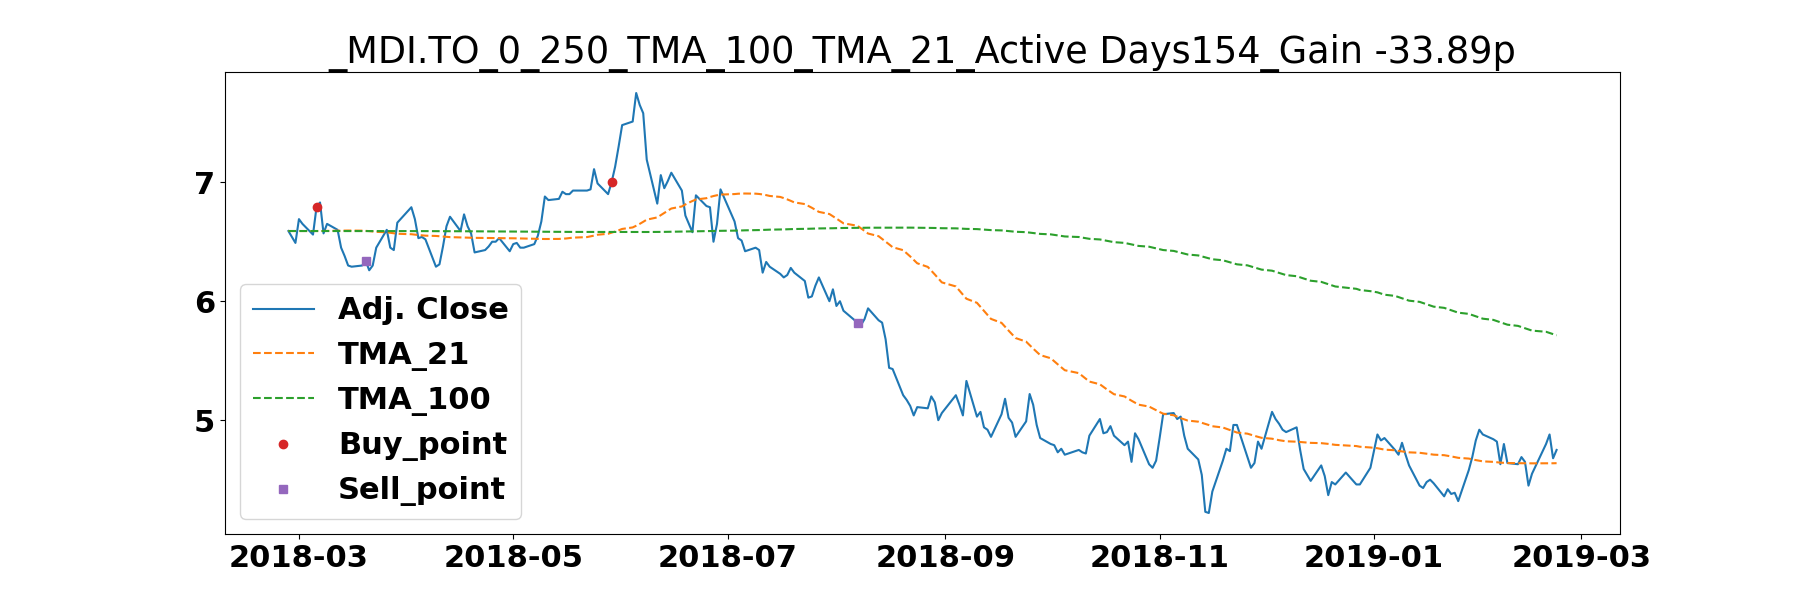 _MDI.TO_0_250_TMA_100_TMA_21_Active Days154_Gain -33.89p
7
6
5
Adj. Close
TMA_21
TMA_100
Buy_point
Sell_point
2018-03 2018-05 2018-07 2018-09 2018-11 2019-01 2019-03